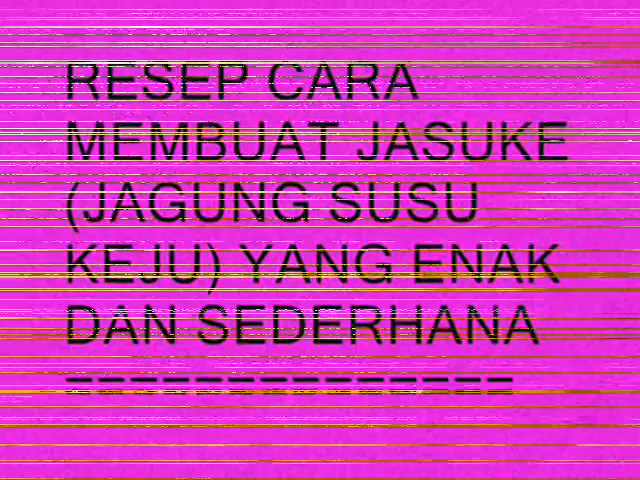 RESEP CARA
MEMBUAT JASUKE
(JAGUNG SUSU
KEJU) YANG ENAK
DAN SEDERHANA
==============